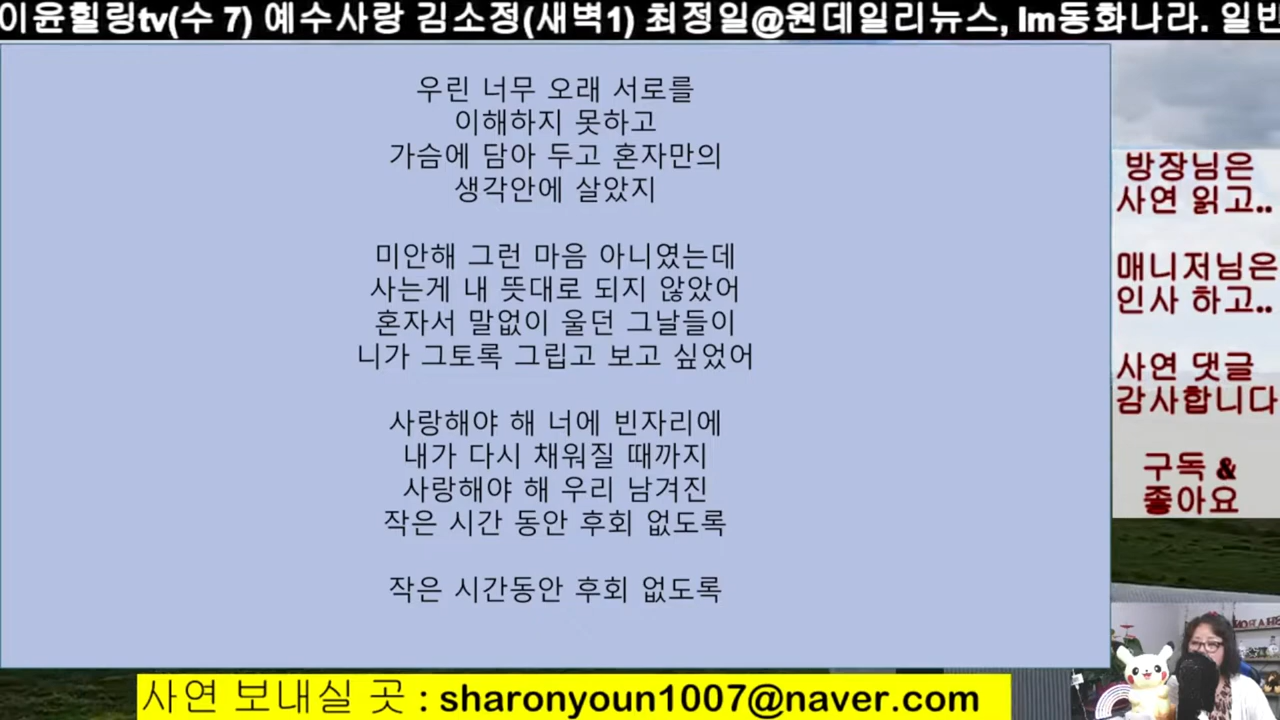 이윤힐링tv(수 7) 예수사랑 김소정(새벽1) 최정일@원데일리뉴스, Im동화나라. 일반
우린 너무 오래 서로를
이해하지 못하고
가슴에 담아 두고 혼자만의
생각안에 살았지
미안해 그런 마음 아니였는데
사는게 내 뜻대로 되지 않았어
혼자서 말없이 울던 그날들이
니가 그토록 그립고 보고 싶었어
사랑해야 해 너에 빈자리에
내가 다시 채워질 때까지
사랑해야 해 우리 남겨진
작은 시간 동안 후회 없도록
작은 시간동안 후회 없도록
방장님은
사연 읽고..
매니저님은
인사 하고..
사연 댓글
감사합니다
구독 &
좋아요
사연 보내실 곳 : sharonyoun1007@naver.com